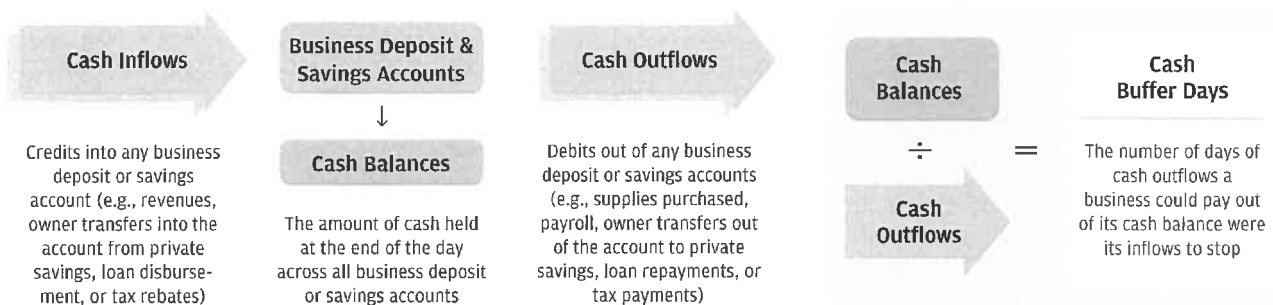 Cash Inflows
Credits into any business
deposit or savings
account (e.g., revenues,
owner transfers into the
account from private
savings, loan disburse-
ment, or tax rebates)
Business Deposit &
Savings Accounts
↓
Cash Balances
The amount of cash held
at the end of the day
across all business deposit
or savings accounts
Cash Outflows
Debits out of any business
deposit or savings accounts
(e.g., supplies purchased,
payroll, owner transfers out
of the account to private
savings, loan repayments, or
tax payments)
Cash
Balances
÷
Cash
Outflows
=
Cash
Buffer Days
The number of days of
cash outflows a
business could pay out
of its cash balance were
its inflows to stop